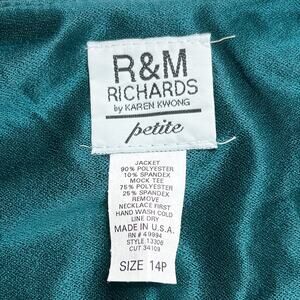 R&M
RICHARDS
by KAREN KWONG
petite
JACKET
90% POLYESTER
10% SPANDEX
MOCK TEE
75% POLYESTER
25% SPANDEX
REMOVE
NECKLACE FIRST
HAND WASH COLD
LINE DRY
MADE IN U.S.A.
RN# 49994
STYLE 13306
CUT 34109
SIZE 14P